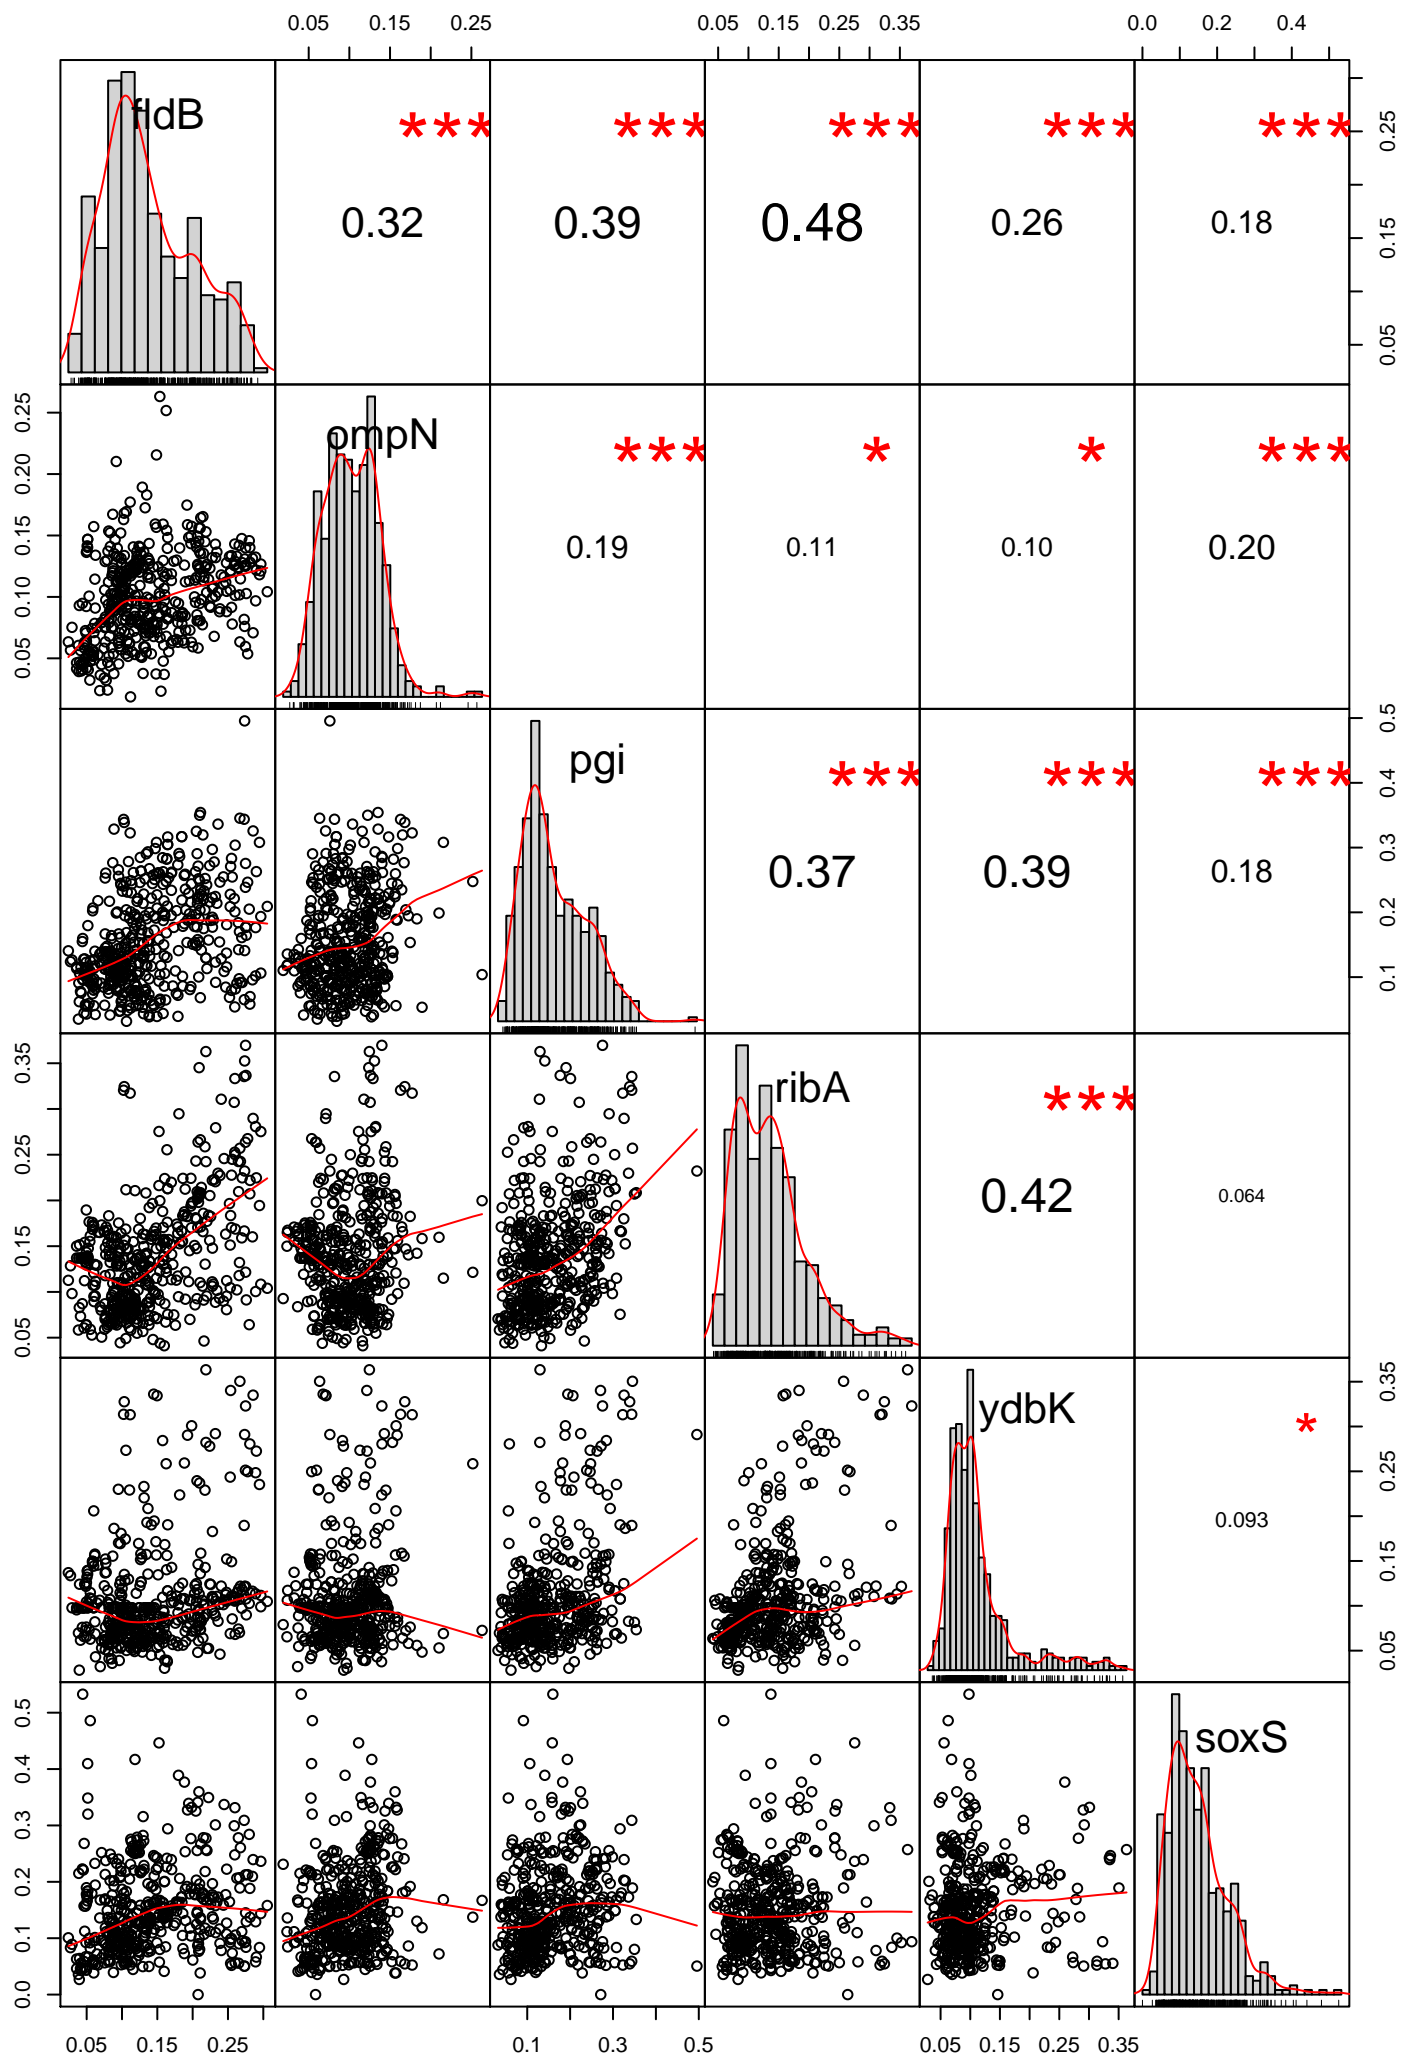 0.05 0.15 0.25 0.05 0.15 0.25 0.35 0.0 0.2 0.4
fldB *** *** *** *** ***
0.32 0.39 0.48 0.26 0.18
0.05 0.15 0.25
ompN *** * * ***
0.19 0.11 0.10 0.20
0.05 0.10 0.15 0.20 0.25
pgi *** *** ***
0.37 0.39 0.18
0.1 0.2 0.3 0.4 0.5
ribA ***
0.42 0.064
0.05 0.15 0.25 0.35
ydbK *
0.093
0.05 0.15 0.25 0.35
soxS
0.0 0.1 0.2 0.3 0.4 0.5
0.05 0.15 0.25 0.1 0.3 0.5 0.05 0.15 0.25 0.35